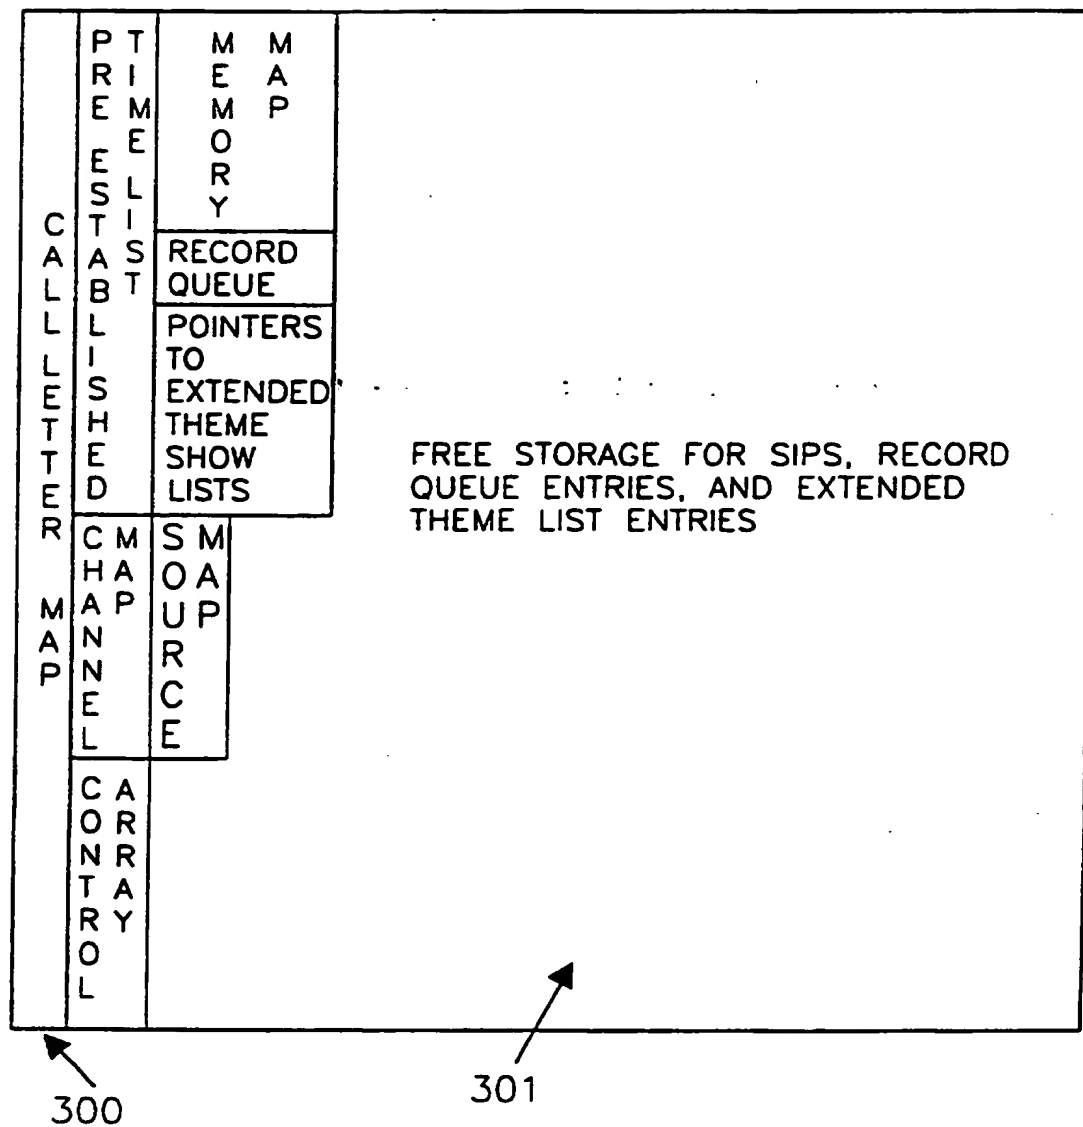 CALL LETTER MAP
PRE ESTABLISHED
TIME LIST
MEMORY
MAP
RECORD
QUEUE
POINTERS
TO
EXTENDED
THEME
SHOW
LISTS
CHANNEL
MAP
SOURCE
MAP
CONTROL
ARRAY
FREE STORAGE FOR SIPS, RECORD
QUEUE ENTRIES, AND EXTENDED
THEME LIST ENTRIES
300
301